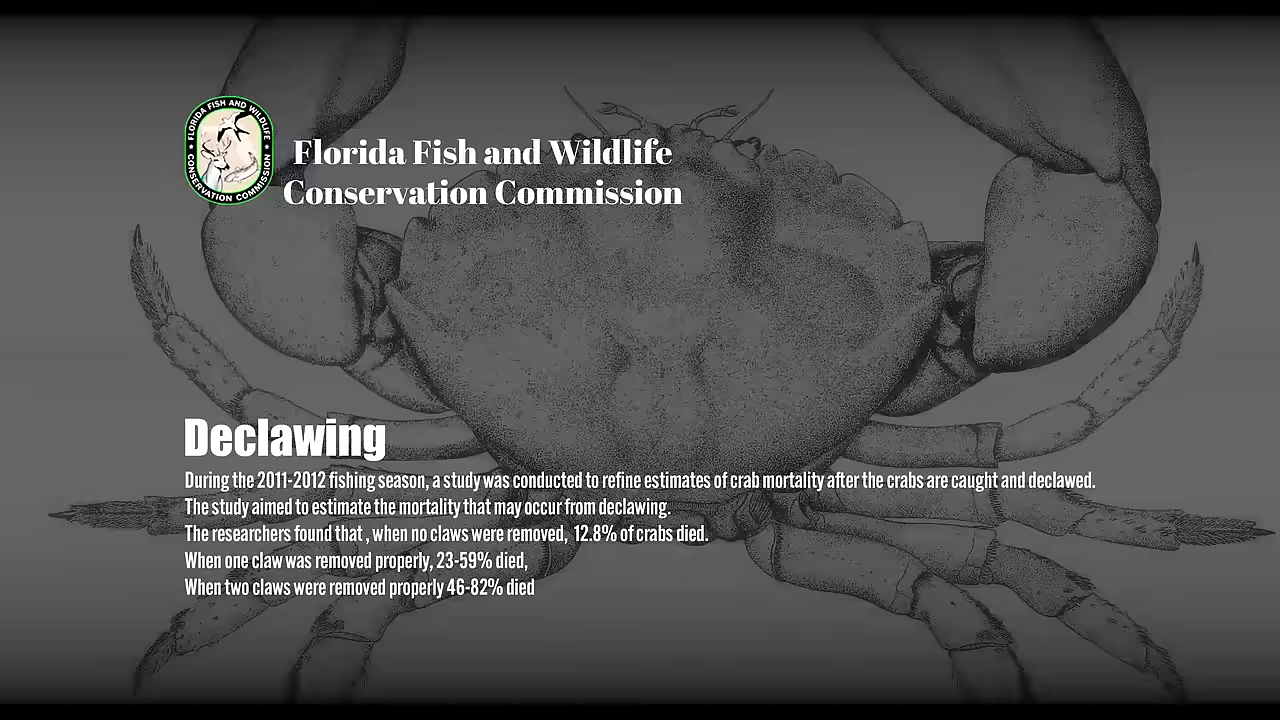 FLORIDA FISH AND WILDLIFE
CONSERVATION COMMISSION
Florida Fish and Wildlife
Conservation Commission
Declawing
During the 2011-2012 fishing season, a study was conducted to refine estimates of crab mortality after the crabs are caught and declawed.
The study aimed to estimate the mortality that may occur from declawing.
The researchers found that , when no claws were removed, 12.8% of crabs died.
When one claw was removed properly, 23-59% died,
When two claws were removed properly 46-82% died